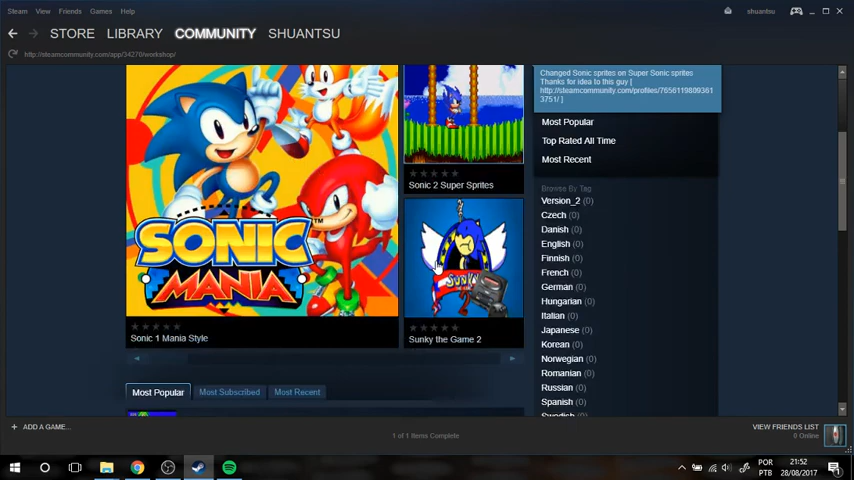 Steam View Friends Games Help shuantsu
STORE LIBRARY COMMUNITY SHUANTSU
http://steamcommunity.com/app/34270/workshop/
Changed Sonic sprites on Super Sonic sprites
Thanks for idea to this guy [
http://steamcommunity.com/profiles/7656119809361
3751/ ]
Most Popular
Top Rated All Time
Most Recent
Browse By Tag
Version_2 (0)
Czech (0)
Danish (0)
English (0)
Finnish (0)
French (0)
German (0)
Hungarian (0)
Italian (0)
Japanese (0)
Korean (0)
Norwegian (0)
Romanian (0)
Russian (0)
Spanish (0)
Swedish (0)
SONIC
MANIA
TM
Sonic 1 Mania Style
Sonic 2 Super Sprites
SUNKY
Sunky the Game 2
Most Popular Most Subscribed Most Recent
ADD A GAME...
1 of 1 Items Complete
VIEW FRIENDS LIST
0 Online
POR
PTB
21:52
28/08/2017